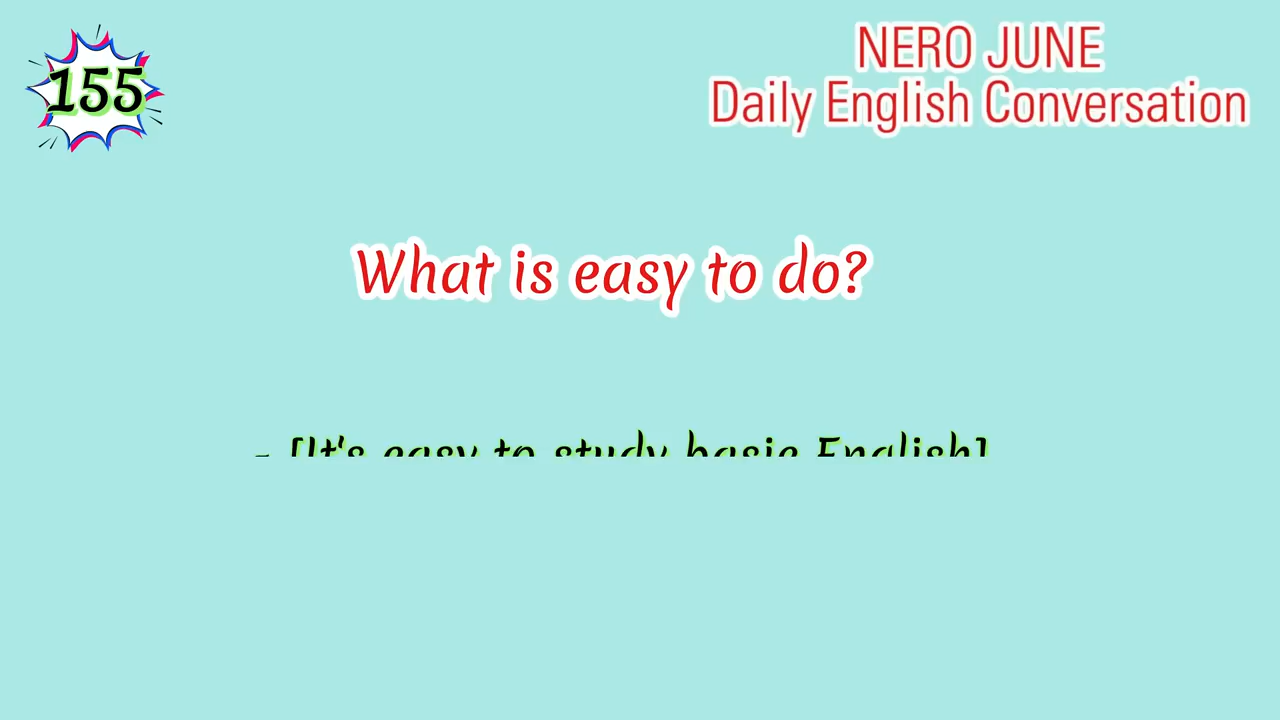 155
NERO JUNE
Daily English Conversation
What is easy to do?
- [It's easy to study basic English]